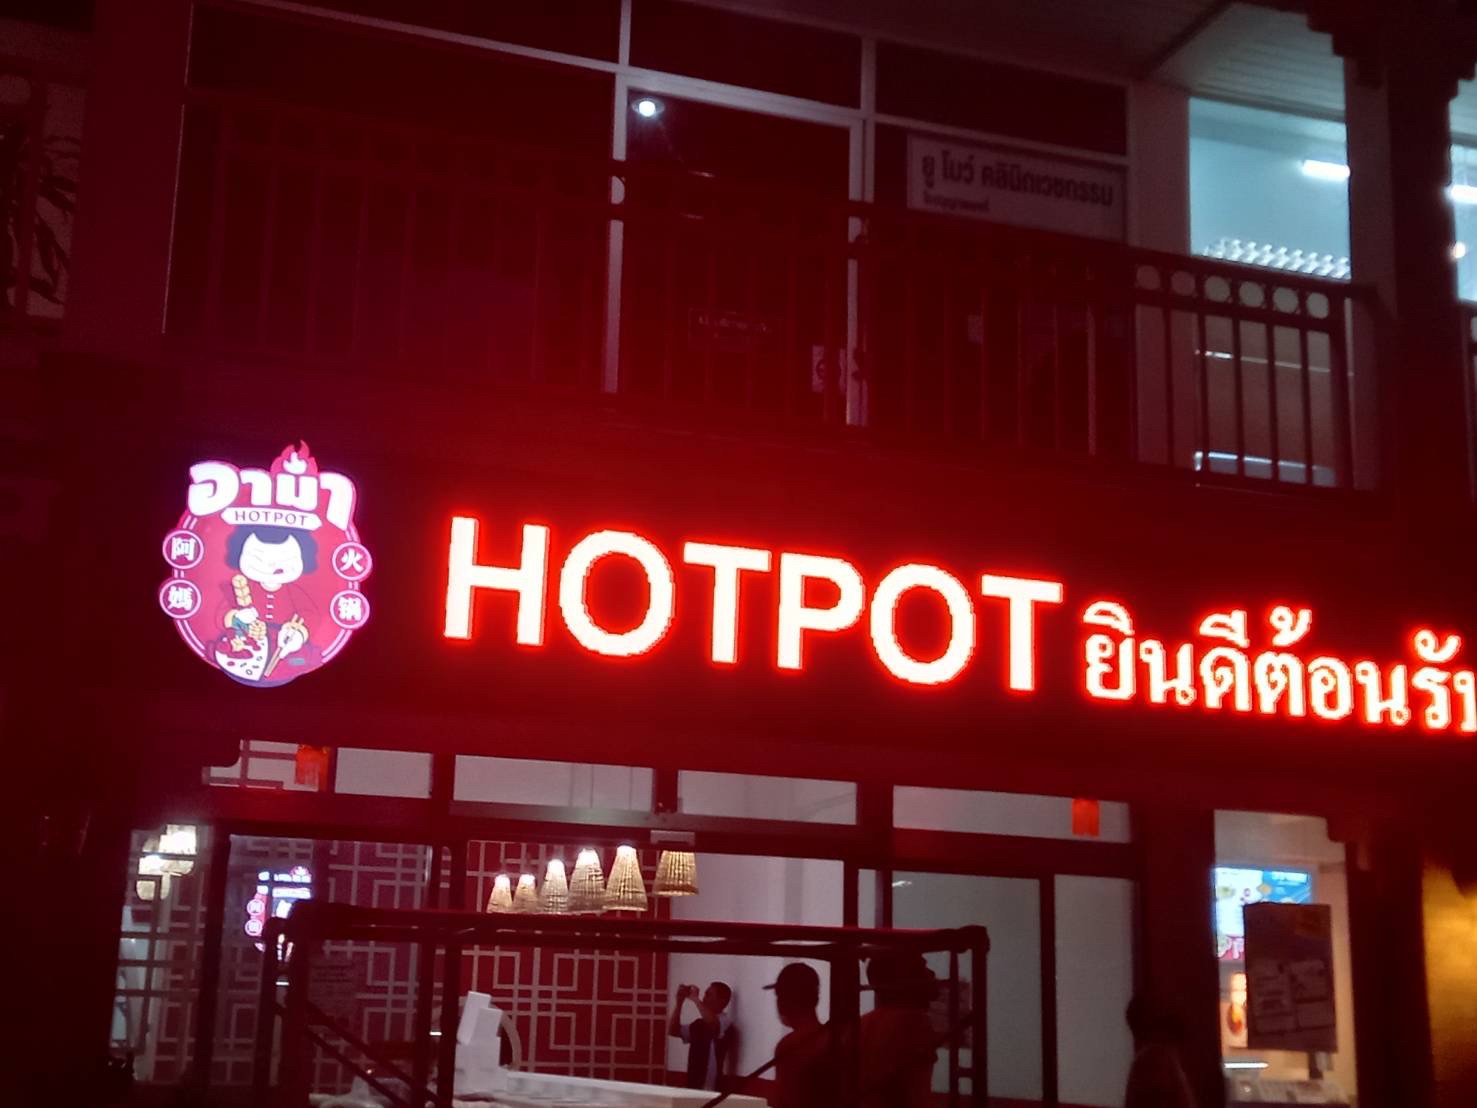 ยู โมว์ คลินิกเวชกรรม
อาม่า
HOTPOT
阿 火
媽 锅
HOTPOT ยินดีต้อนรับ